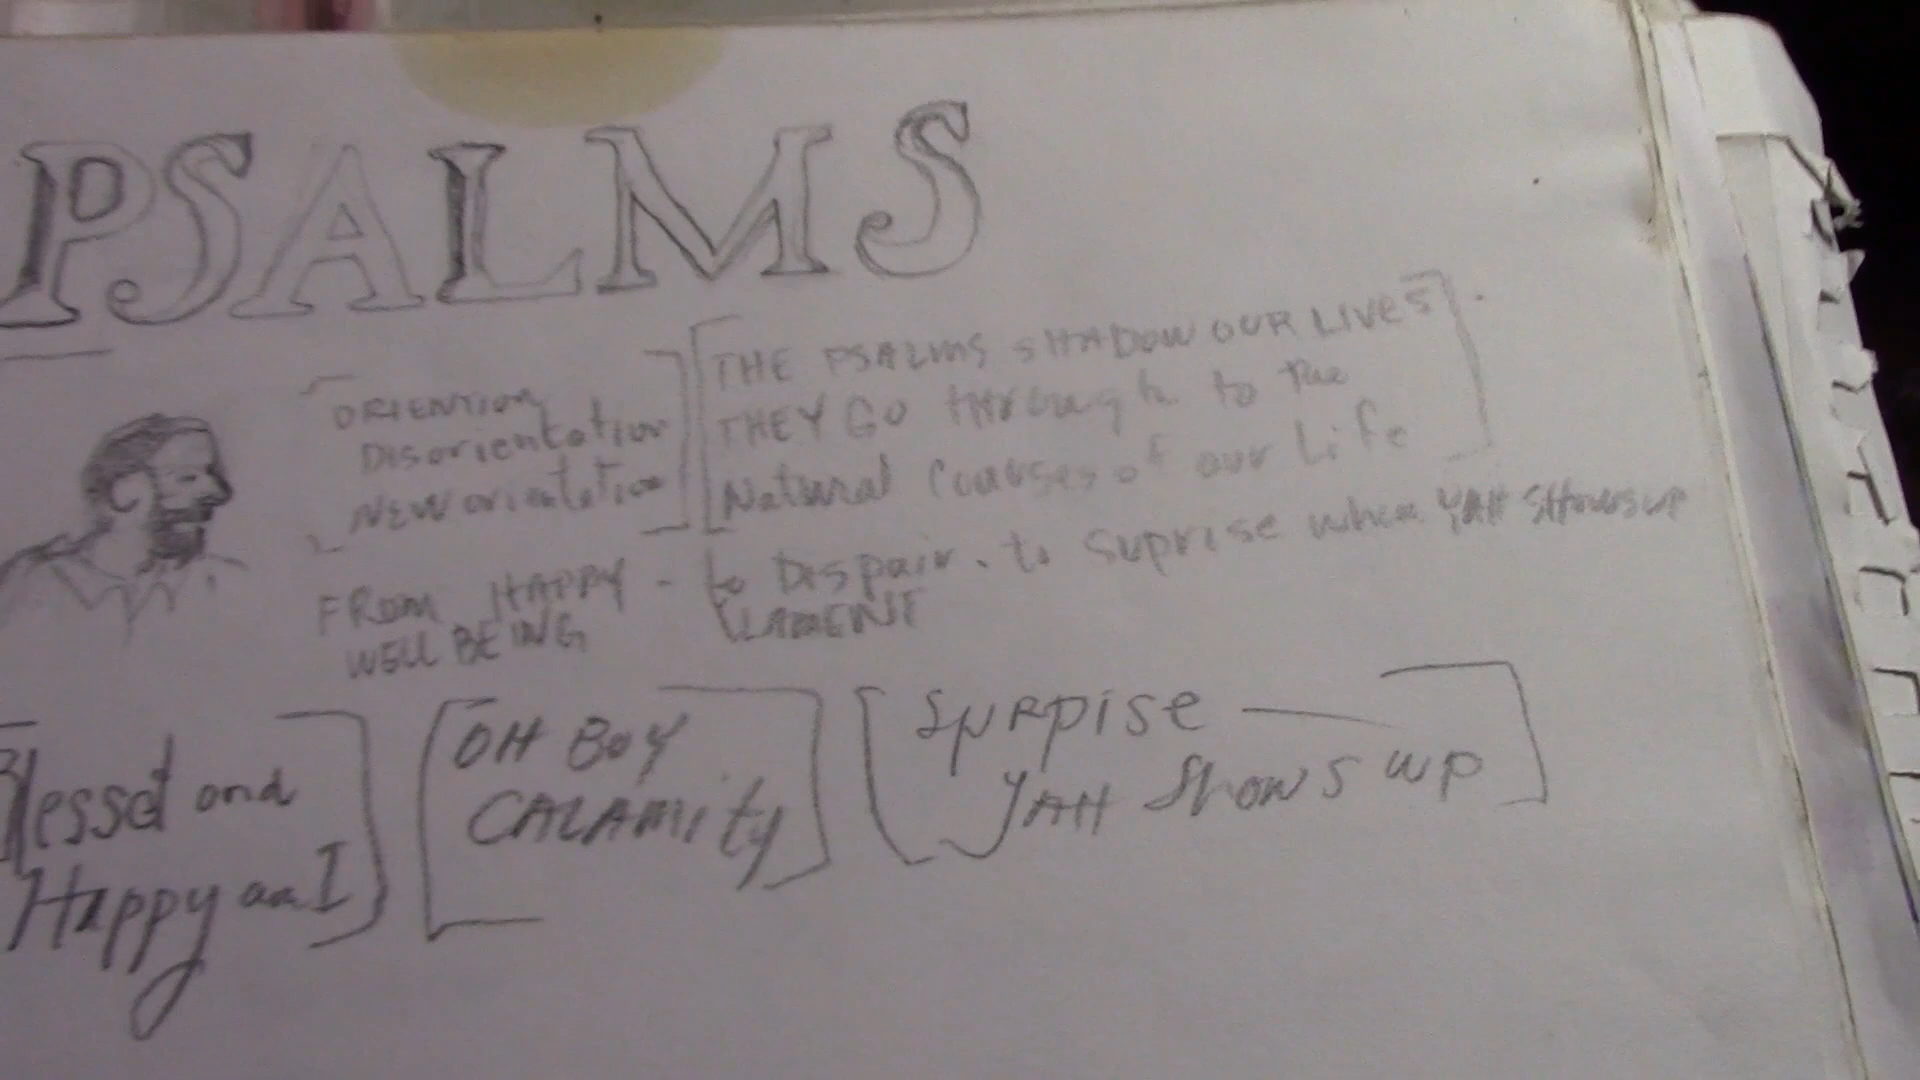 PSALMS
ORIENTION
Disorientation
NEW orientation
THE PSALMS SHADOW OUR LIVES.
THEY GO through to the
Natural Courses of our Life
FROM HAPPY - to Dispair. to Suprise when YAH SHOWS UP
WELL BEING LAMENT
Blessed and
Happy am I
OH BOY
CALAMity
Surpise —
YAH Shows up